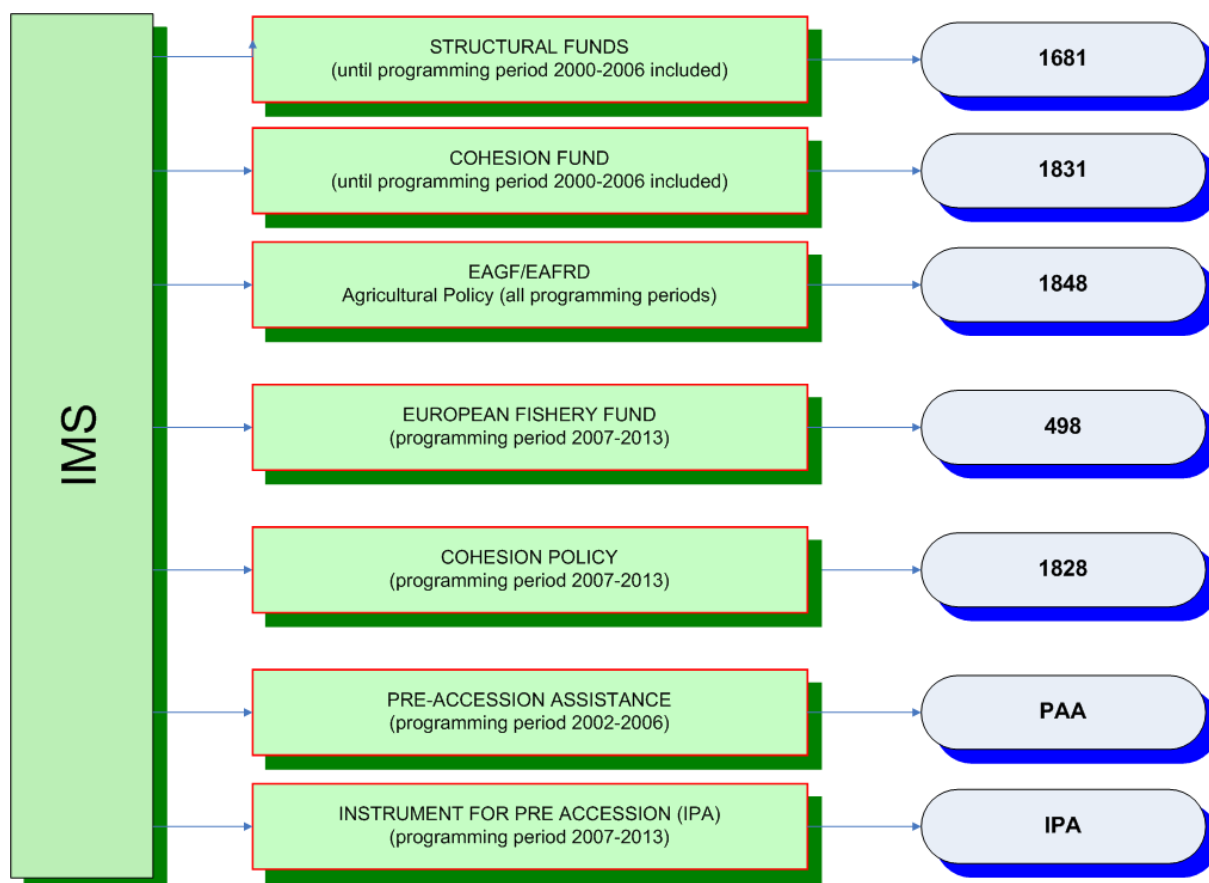 IMS
STRUCTURAL FUNDS
(until programming period 2000-2006 included)
1681
COHESION FUND
(until programming period 2000-2006 included)
1831
EAGF/EAFRD
Agricultural Policy (all programming periods)
1848
EUROPEAN FISHERY FUND
(programming period 2007-2013)
498
COHESION POLICY
(programming period 2007-2013)
1828
PRE-ACCESSION ASSISTANCE
(programming period 2002-2006)
PAA
INSTRUMENT FOR PRE ACCESSION (IPA)
(programming period 2007-2013)
IPA